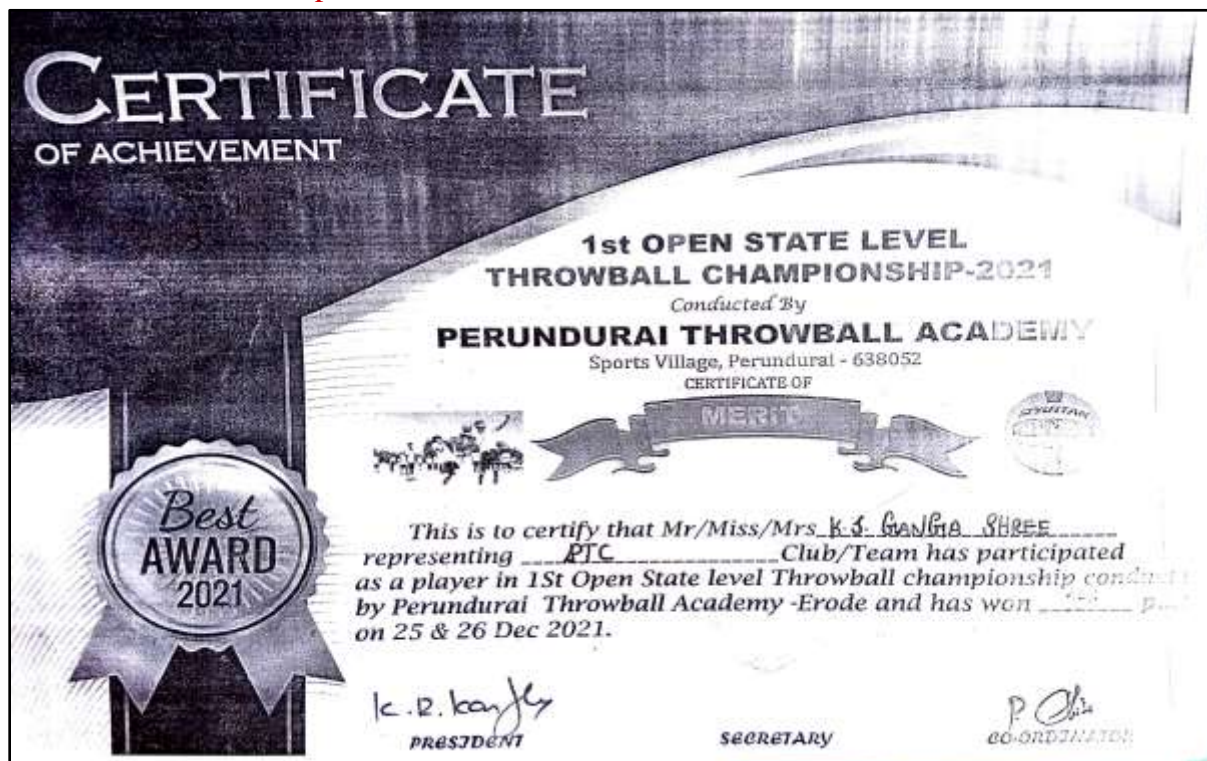 CERTIFICATE
OF ACHIEVEMENT
1st OPEN STATE LEVEL
THROWBALL CHAMPIONSHIP-2021
Conducted By
PERUNDURAI THROWBALL ACADEMY
Sports Village, Perundurai - 638052
CERTIFICATE OF
MERIT
Best
AWARD
2021
This is to certify that Mr/Miss/Mrs K.S. GANGA SHREE
representing PTC Club/Team has participated
as a player in 1St Open State level Throwball championship
by Perundurai Throwball Academy -Erode and has won
on 25 & 26 Dec 2021.
K.R.
PRESIDENT
SECRETARY
P.
CO-ORDINATOR